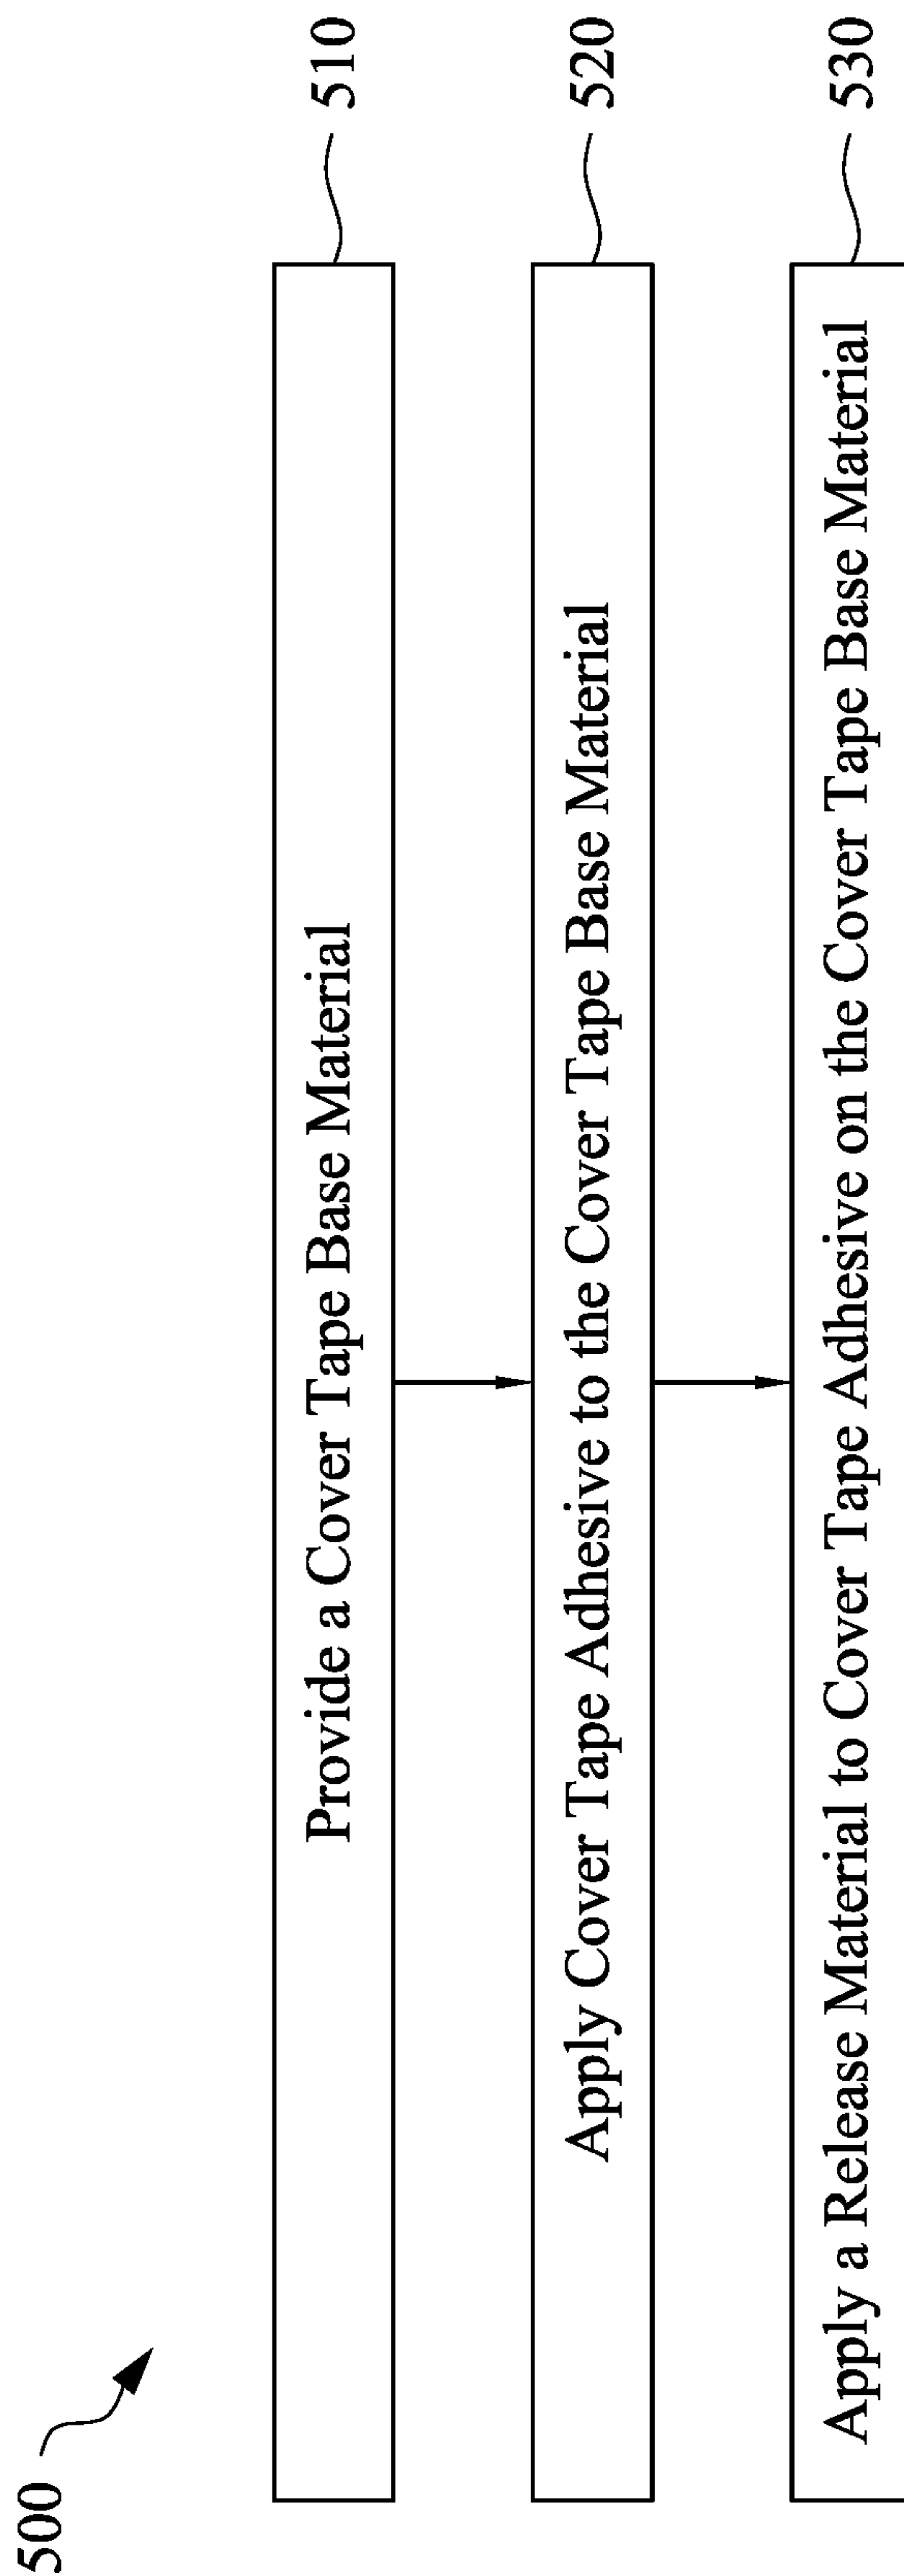 500
Provide a Cover Tape Base Material
510
Apply Cover Tape Adhesive to the Cover Tape Base Material
520
Apply a Release Material to Cover Tape Adhesive on the Cover Tape Base Material
530